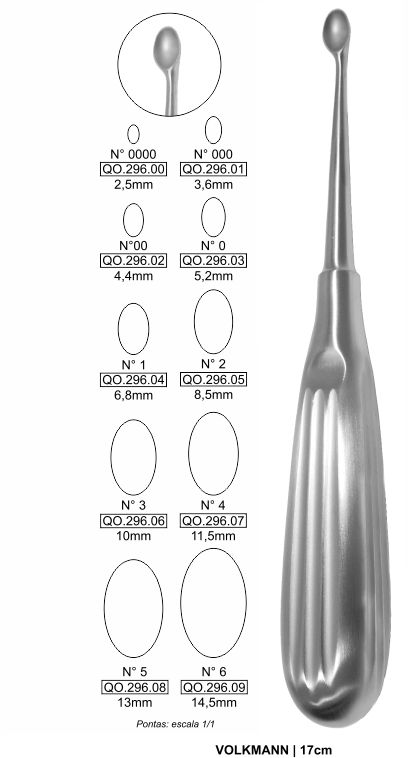 N° 0000 N° 000
QO.296.00 QO.296.01
2,5mm 3,6mm
N°00 N° 0
QO.296.02 QO.296.03
4,4mm 5,2mm
N° 1 N° 2
QO.296.04 QO.296.05
6,8mm 8,5mm
N° 3 N° 4
QO.296.06 QO.296.07
10mm 11,5mm
N° 5 N° 6
QO.296.08 QO.296.09
13mm 14,5mm
Pontas: escala 1/1
VOLKMANN | 17cm